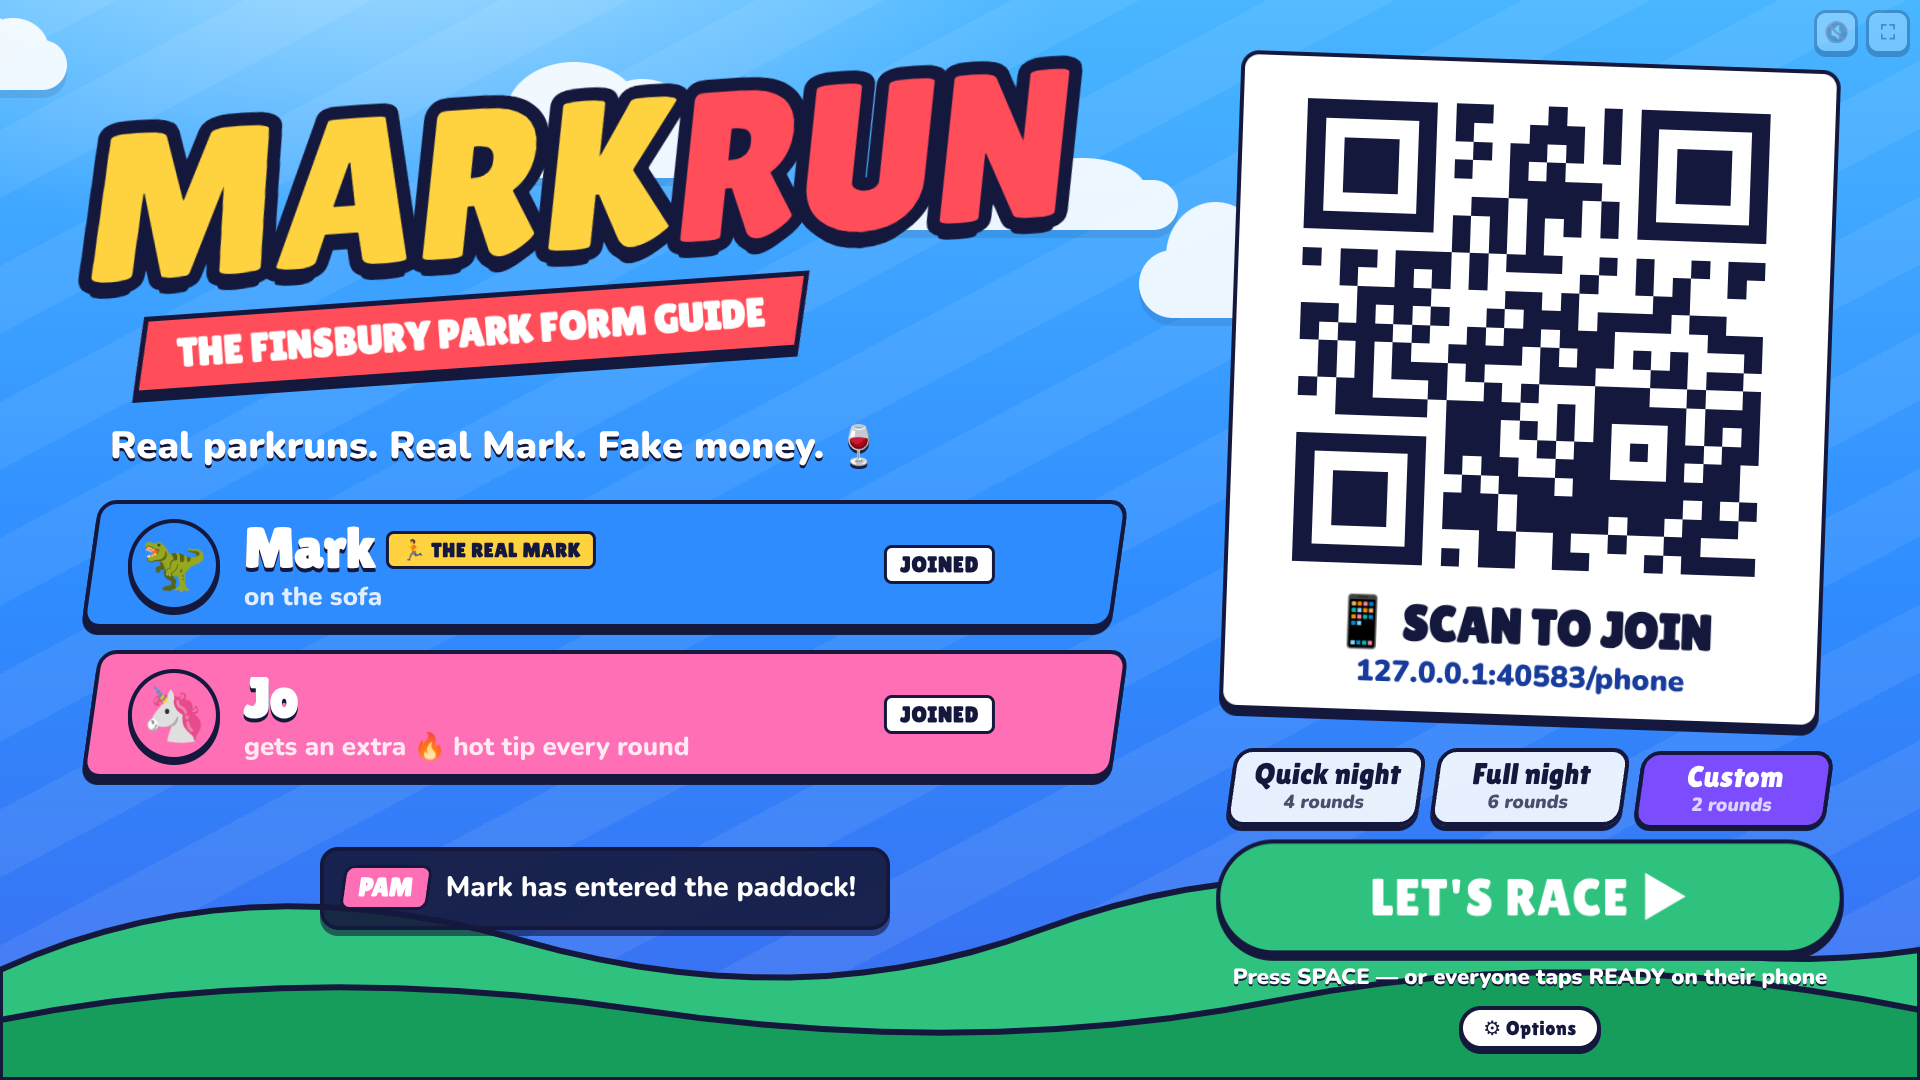 MARKRUN
THE FINSBURY PARK FORM GUIDE
Real parkruns. Real Mark. Fake money. 🍷
Mark 🏃 THE REAL MARK
on the sofa
JOINED
Jo
gets an extra 🔥 hot tip every round
JOINED
PAM Mark has entered the paddock!
📱 SCAN TO JOIN
127.0.0.1:40583/phone
Quick night
4 rounds
Full night
6 rounds
Custom
2 rounds
LET'S RACE ▶
Press SPACE — or everyone taps READY on their phone
⚙ Options